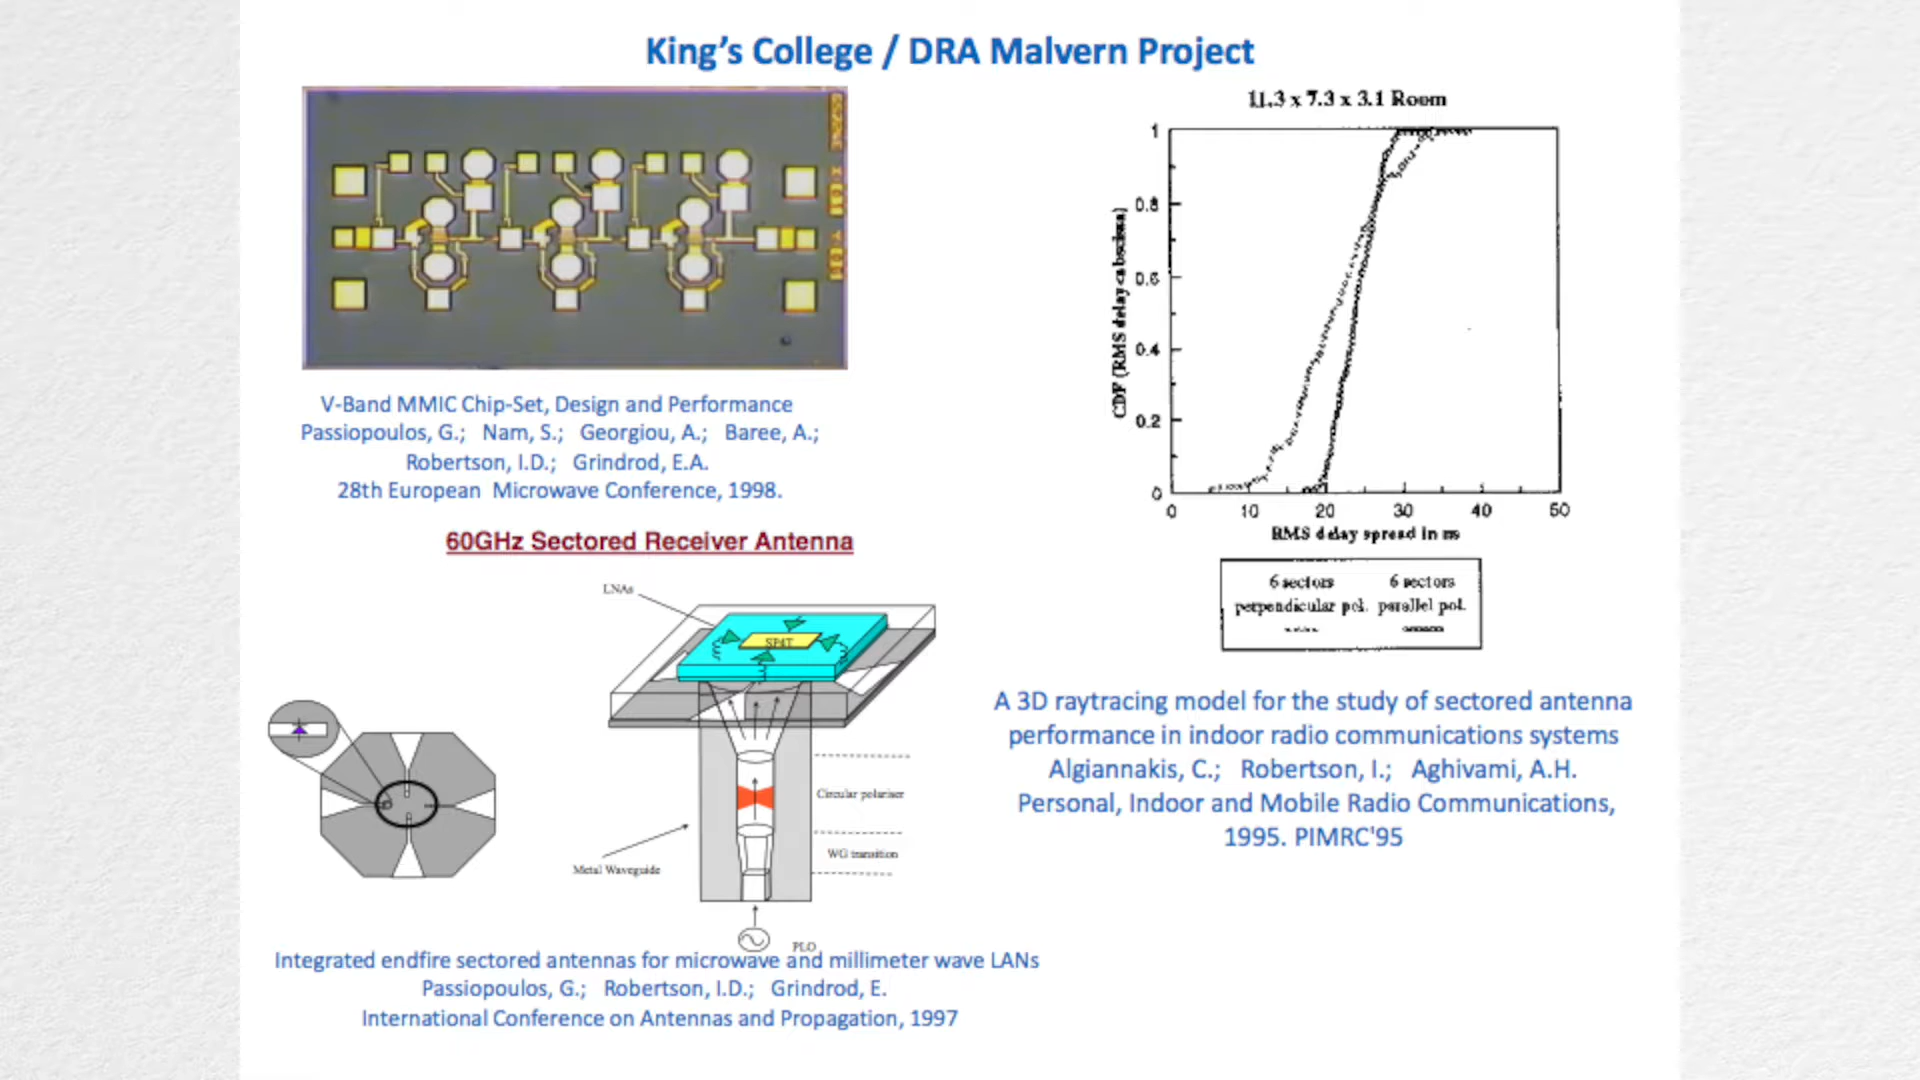 King's College / DRA Malvern Project
V-Band MMIC Chip-Set, Design and Performance
Passiopoulos, G.; Nam, S.; Georgiou, A.; Baree, A.;
Robertson, I.D.; Grindrod, E.A.
28th European Microwave Conference, 1998.
60GHz Sectored Receiver Antenna
LNAs
SP4T
Circular polariser
WG transition
Metal Waveguide
PLO
Integrated endfire sectored antennas for microwave and millimeter wave LANs
Passiopoulos, G.; Robertson, I.D.; Grindrod, E.
International Conference on Antennas and Propagation, 1997
11.3 x 7.3 x 3.1 Room
CDF (RMS delay<abscissa)
1
0.8
0.6
0.4
0.2
0
0 10 20 30 40 50
RMS delay spread in ns
6 sectors 6 sectors
perpendicular pol. parallel pol.
A 3D raytracing model for the study of sectored antenna
performance in indoor radio communications systems
Algiannakis, C.; Robertson, I.; Aghivami, A.H.
Personal, Indoor and Mobile Radio Communications,
1995. PIMRC'95